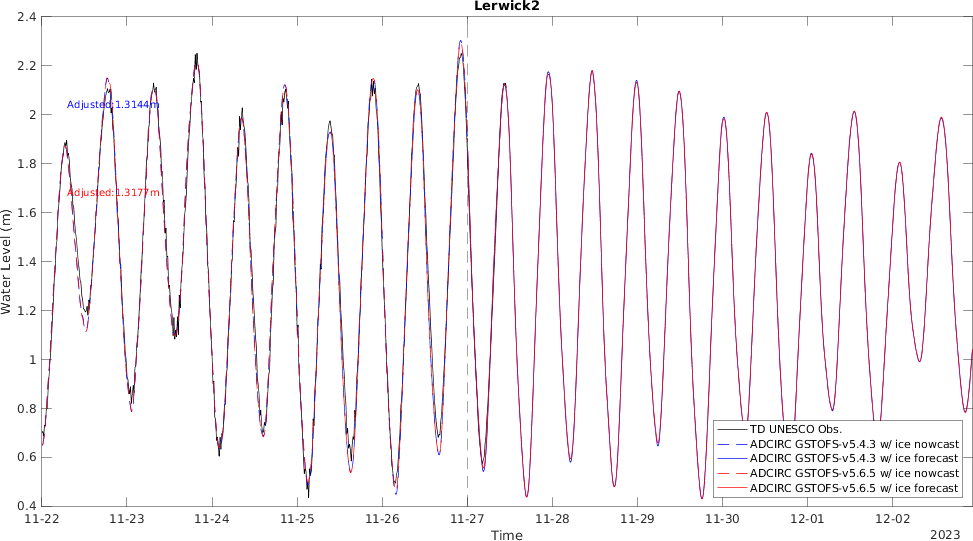 Lerwick2
2.4
2.2
2
1.8
1.6
1.4
1.2
1
0.8
0.6
0.4
Water Level (m)
Adjusted:1.3144m
Adjusted:1.3177m
TD UNESCO Obs.
ADCIRC GSTOFS-v5.4.3 w/ ice nowcast
ADCIRC GSTOFS-v5.4.3 w/ ice forecast
ADCIRC GSTOFS-v5.6.5 w/ ice nowcast
ADCIRC GSTOFS-v5.6.5 w/ ice forecast
11-22 11-23 11-24 11-25 11-26 11-27 11-28 11-29 11-30 12-01 12-02
Time
2023